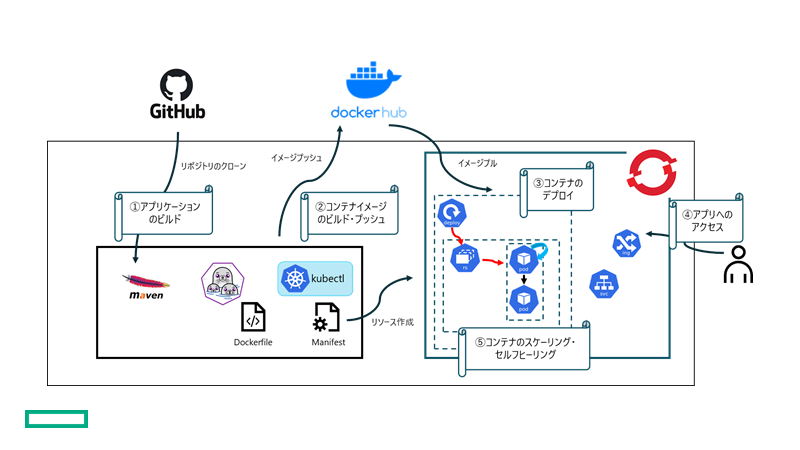 GitHub
dockerhub
リポジトリのクローン
イメージプッシュ
イメージプル
①アプリケーション
のビルド
②コンテナイメージ
のビルド・プッシュ
③コンテナの
デプロイ
④アプリへの
アクセス
deploy
ing
rs
pod
svc
pod
maven
kubectl
Dockerfile
Manifest
リソース作成
⑤コンテナのスケーリング・
セルフヒーリング